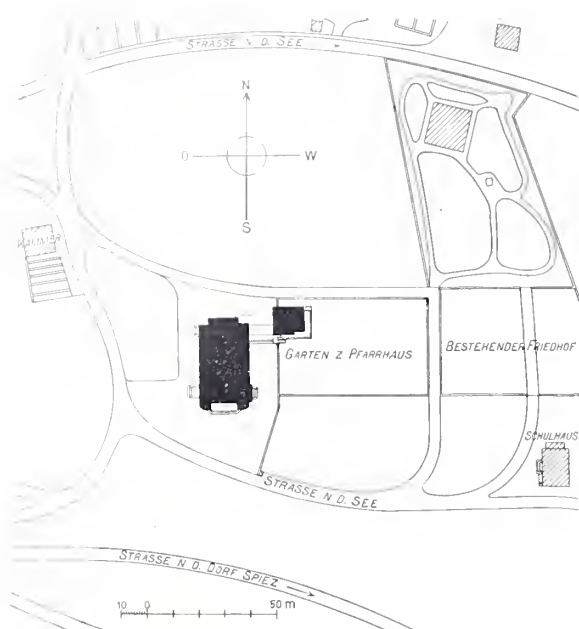 STRASSE N D. SEE
N
O
W
S
GARTEN Z PFARRHAUS
BESTEHENDER FRIEDHOF
SCHULHAUS
STRASSE N D. SEE
STRASSE N D. DORF SPIEZ
10 0 50 m